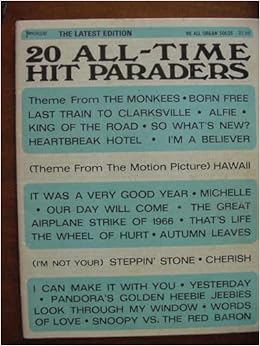 THE LATEST EDITION
ALL ORGAN SOLOS
20 ALL-TIME
HIT PARADERS
Theme From THE MONKEES • BORN FREE
LAST TRAIN TO CLARKSVILLE • ALFIE •
KING OF THE ROAD • SO WHAT'S NEW?
HEARTBREAK HOTEL • I'M A BELIEVER
(Theme From The Motion Picture) HAWAII
IT WAS A VERY GOOD YEAR • MICHELLE
• OUR DAY WILL COME • THE GREAT
AIRPLANE STRIKE OF 1966 • THAT'S LIFE
THE WHEEL OF HURT • AUTUMN LEAVES
(I'M NOT YOUR) STEPPIN' STONE • CHERISH
I CAN MAKE IT WITH YOU • YESTERDAY
• PANDORA'S GOLDEN HEEBIE JEEBIES
LOOK THROUGH MY WINDOW • WORDS
OF LOVE • SNOOPY VS. THE RED BARON